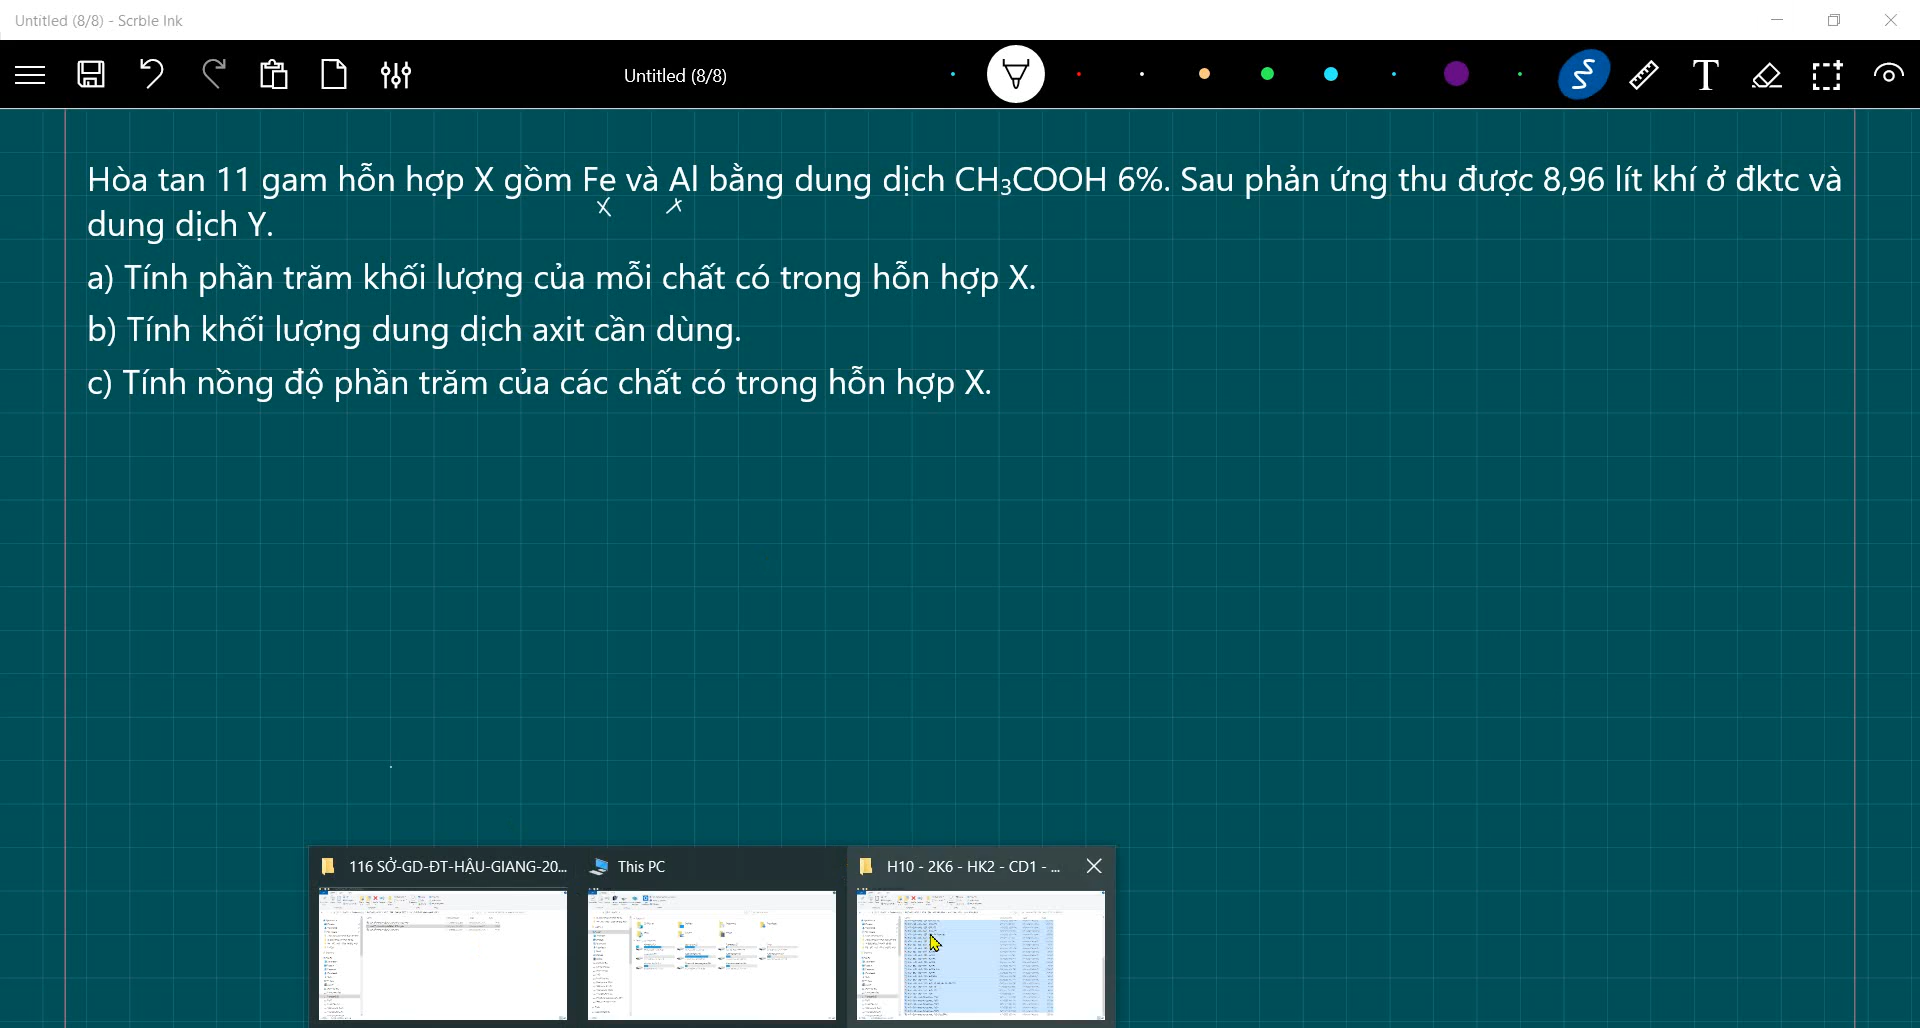 Untitled (8/8) - Scrble Ink
Untitled (8/8)
T
Hòa tan 11 gam hỗn hợp X gồm Fe và Al bằng dung dịch CH₃COOH 6%. Sau phản ứng thu được 8,96 lít khí ở đktc và
x x
dung dịch Y.
a) Tính phần trăm khối lượng của mỗi chất có trong hỗn hợp X.
b) Tính khối lượng dung dịch axit cần dùng.
c) Tính nồng độ phần trăm của các chất có trong hỗn hợp X.
116 SỞ-GD-ĐT-HẬU-GIANG-20... This PC H10 - 2K6 - HK2 - CD1 - ...